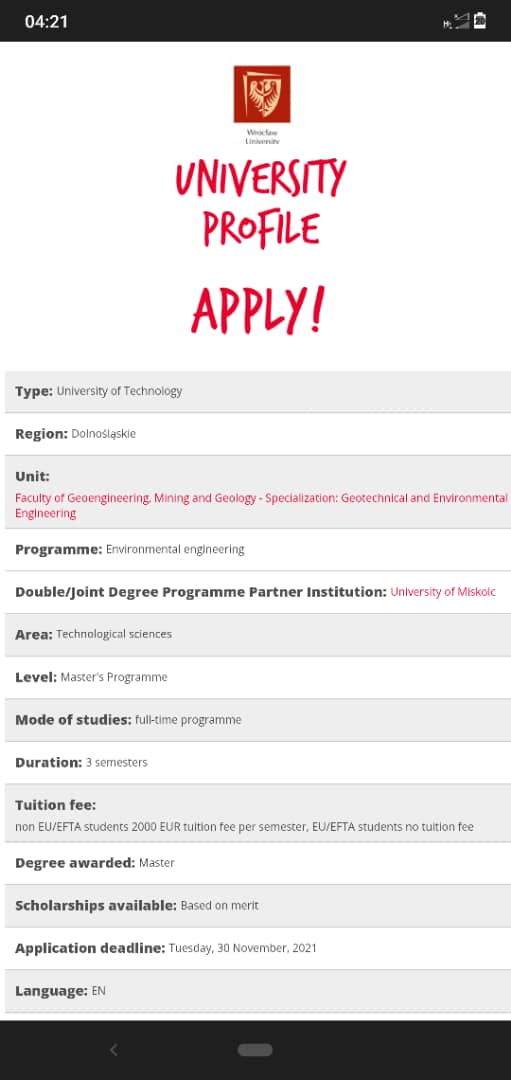 04:21
H
20
Wrocław
University
UNIVERSITY
PROFILE
APPLY!
Type: University of Technology
Region: Dolnośląskie
Unit:
Faculty of Geoengineering, Mining and Geology - Specialization: Geotechnical and Environmental
Engineering
Programme: Environmental engineering
Double/Joint Degree Programme Partner Institution: University of Miskolc
Area: Technological sciences
Level: Master's Programme
Mode of studies: full-time programme
Duration: 3 semesters
Tuition fee:
non EU/EFTA students 2000 EUR tuition fee per semester, EU/EFTA students no tuition fee
Degree awarded: Master
Scholarships available: Based on merit
Application deadline: Tuesday, 30 November, 2021
Language: EN